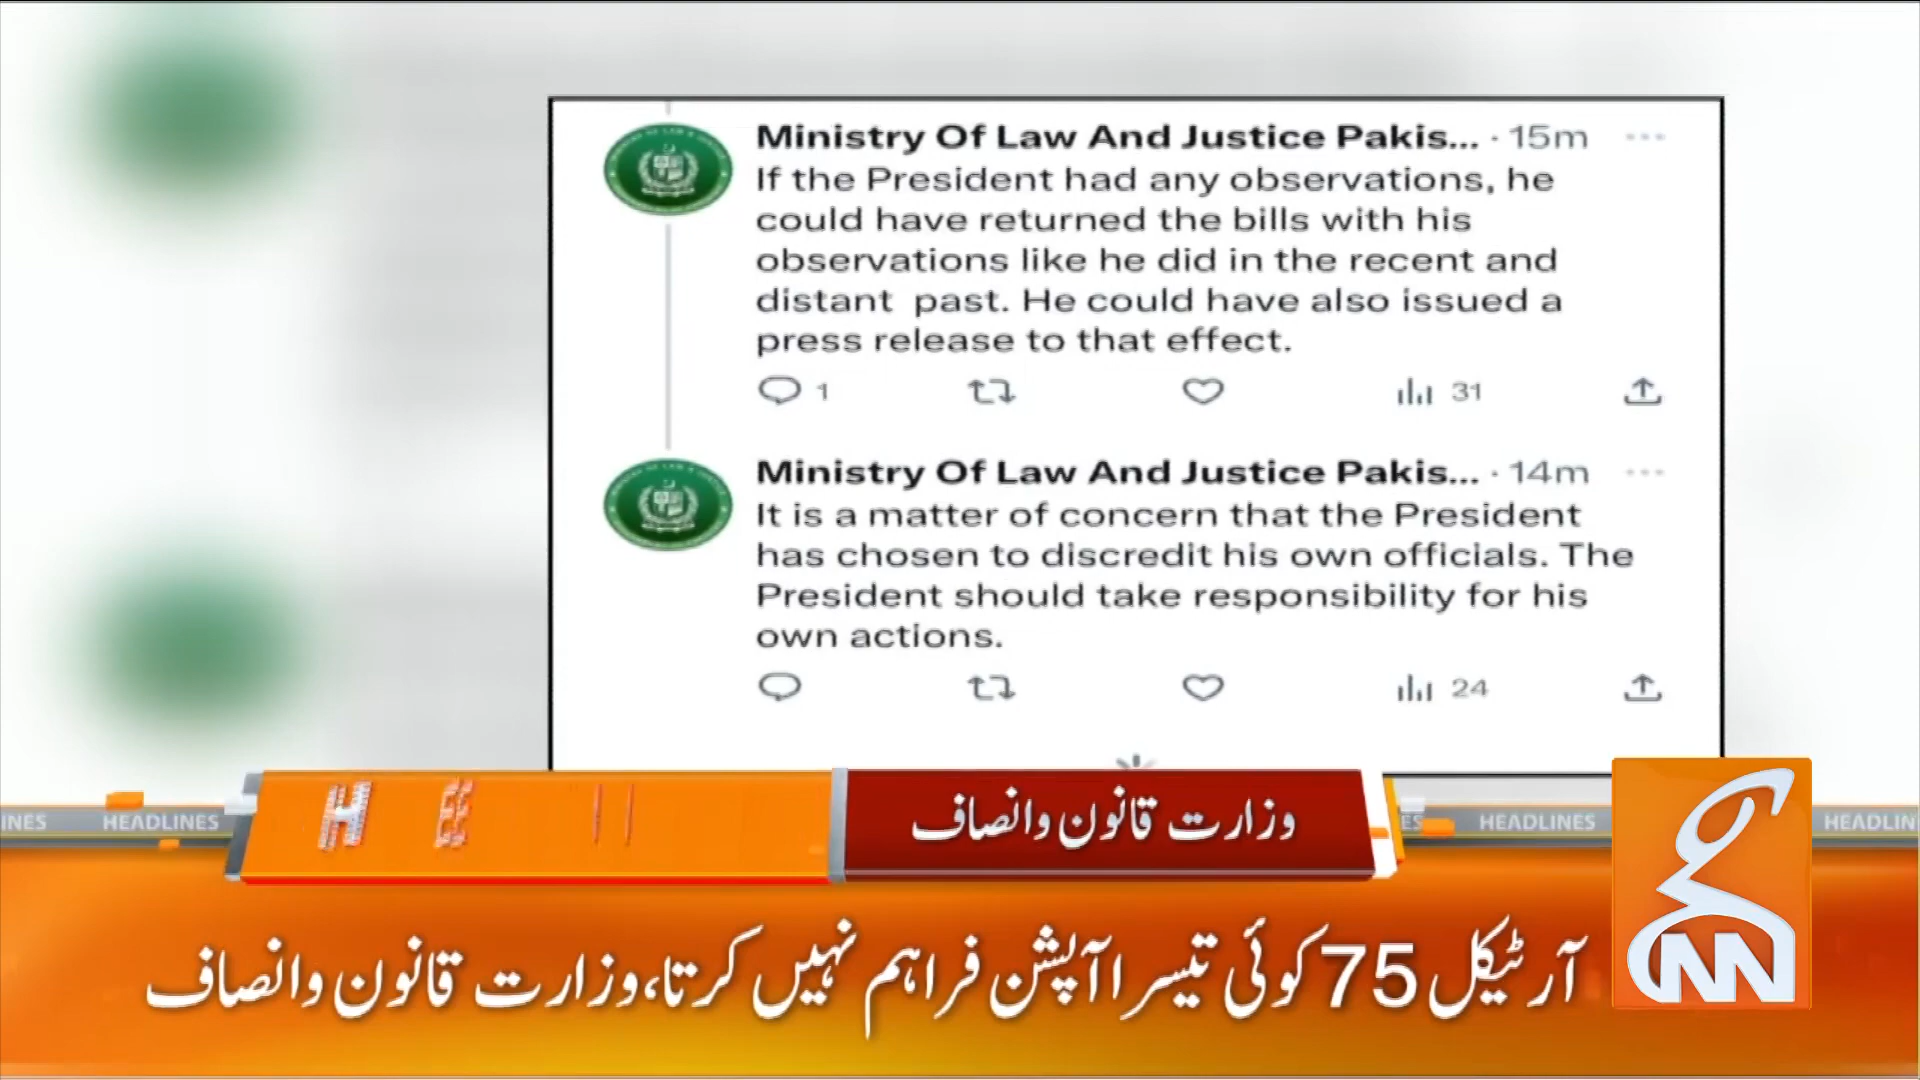 Ministry Of Law And Justice Pakis... · 15m
If the President had any observations, he
could have returned the bills with his
observations like he did in the recent and
distant past. He could have also issued a
press release to that effect.
1
31
Ministry Of Law And Justice Pakis... · 14m
It is a matter of concern that the President
has chosen to discredit his own officials. The
President should take responsibility for his
own actions.
24
وزارت قانون وانصاف
INES HEADLINES
ES HEADLINES HEADLIN
آرٹیکل 75 کوئی تیسرا آپشن فراہم نہیں کرتا،وزارت قانون وانصاف
GNN